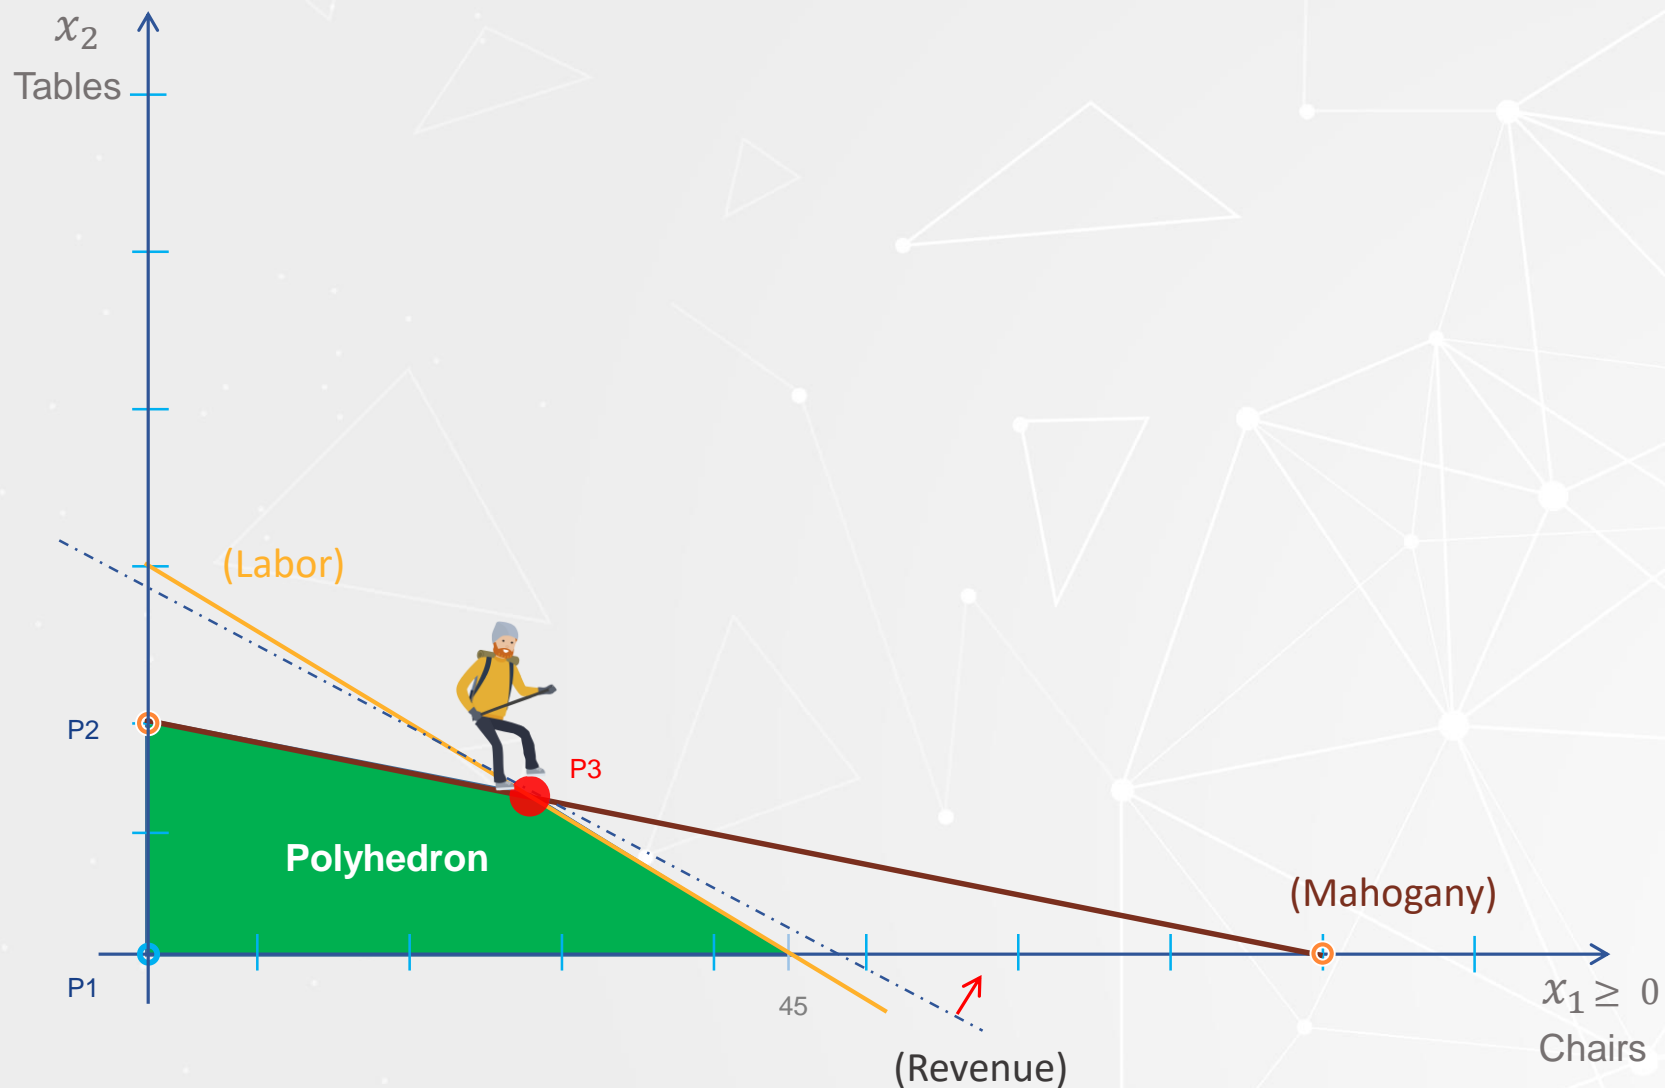 x₂
Tables
(Labor)
P2
P3
Polyhedron
(Mahogany)
P1
45
x₁ ≥ 0
Chairs
(Revenue)